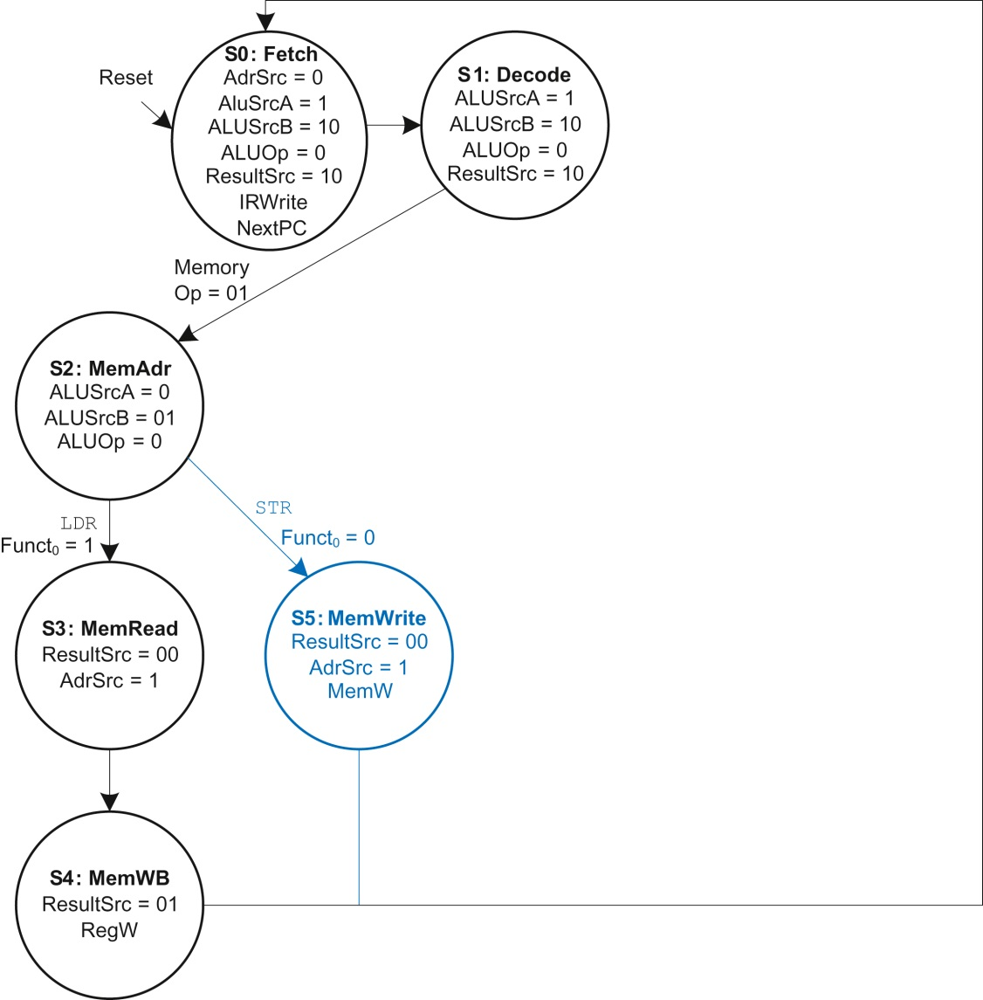 Reset
S0: Fetch
AdrSrc = 0
AluSrcA = 1
ALUSrcB = 10
ALUOp = 0
ResultSrc = 10
IRWrite
NextPC
S1: Decode
ALUSrcA = 1
ALUSrcB = 10
ALUOp = 0
ResultSrc = 10
Memory
Op = 01
S2: MemAdr
ALUSrcA = 0
ALUSrcB = 01
ALUOp = 0
LDR
Funct₀ = 1
STR
Funct₀ = 0
S3: MemRead
ResultSrc = 00
AdrSrc = 1
S5: MemWrite
ResultSrc = 00
AdrSrc = 1
MemW
S4: MemWB
ResultSrc = 01
RegW